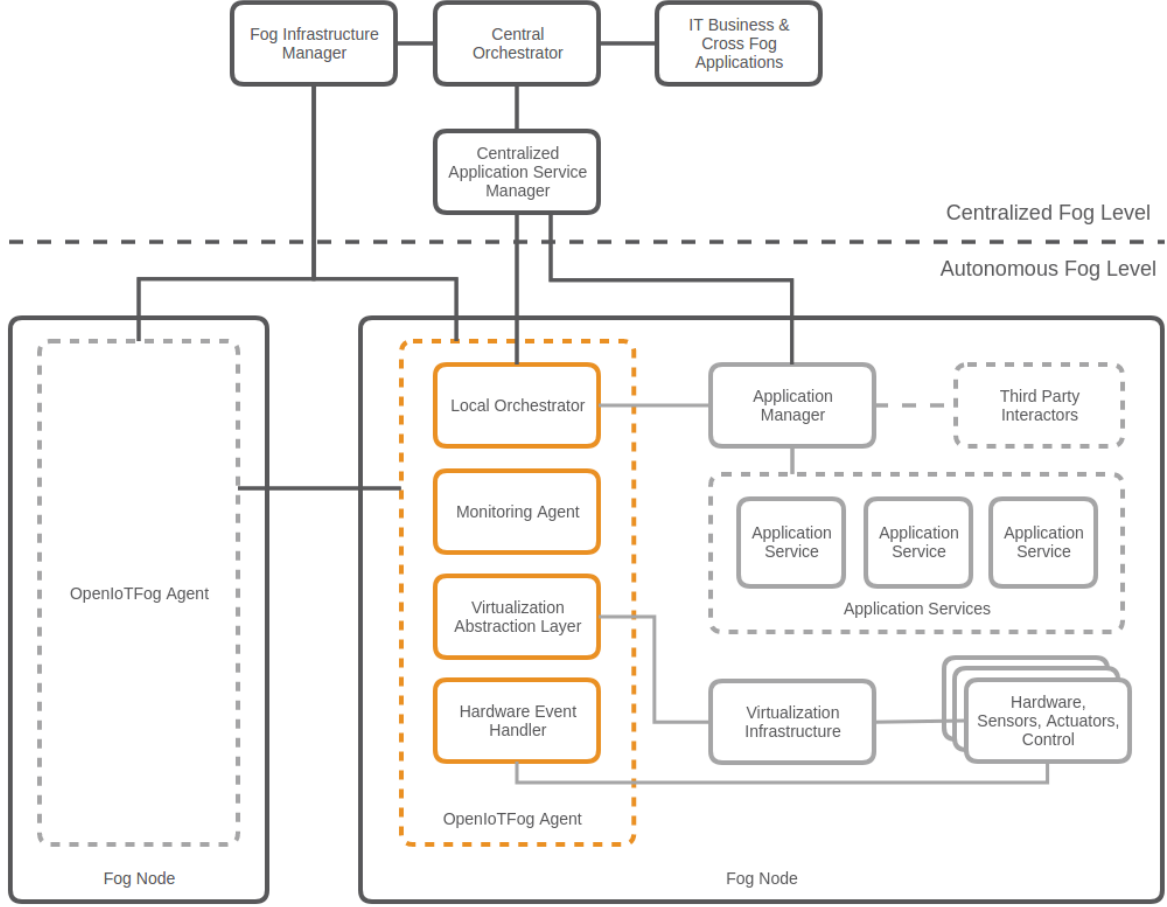 Fog Infrastructure
Manager
Central
Orchestrator
IT Business &
Cross Fog
Applications
Centralized
Application Service
Manager
Centralized Fog Level
Autonomous Fog Level
OpenIoTFog Agent
Fog Node
Local Orchestrator
Monitoring Agent
Virtualization
Abstraction Layer
Hardware Event
Handler
OpenIoTFog Agent
Application
Manager
Third Party
Interactors
Application
Service
Application
Service
Application
Service
Application Services
Virtualization
Infrastructure
Hardware,
Sensors, Actuators,
Control
Fog Node